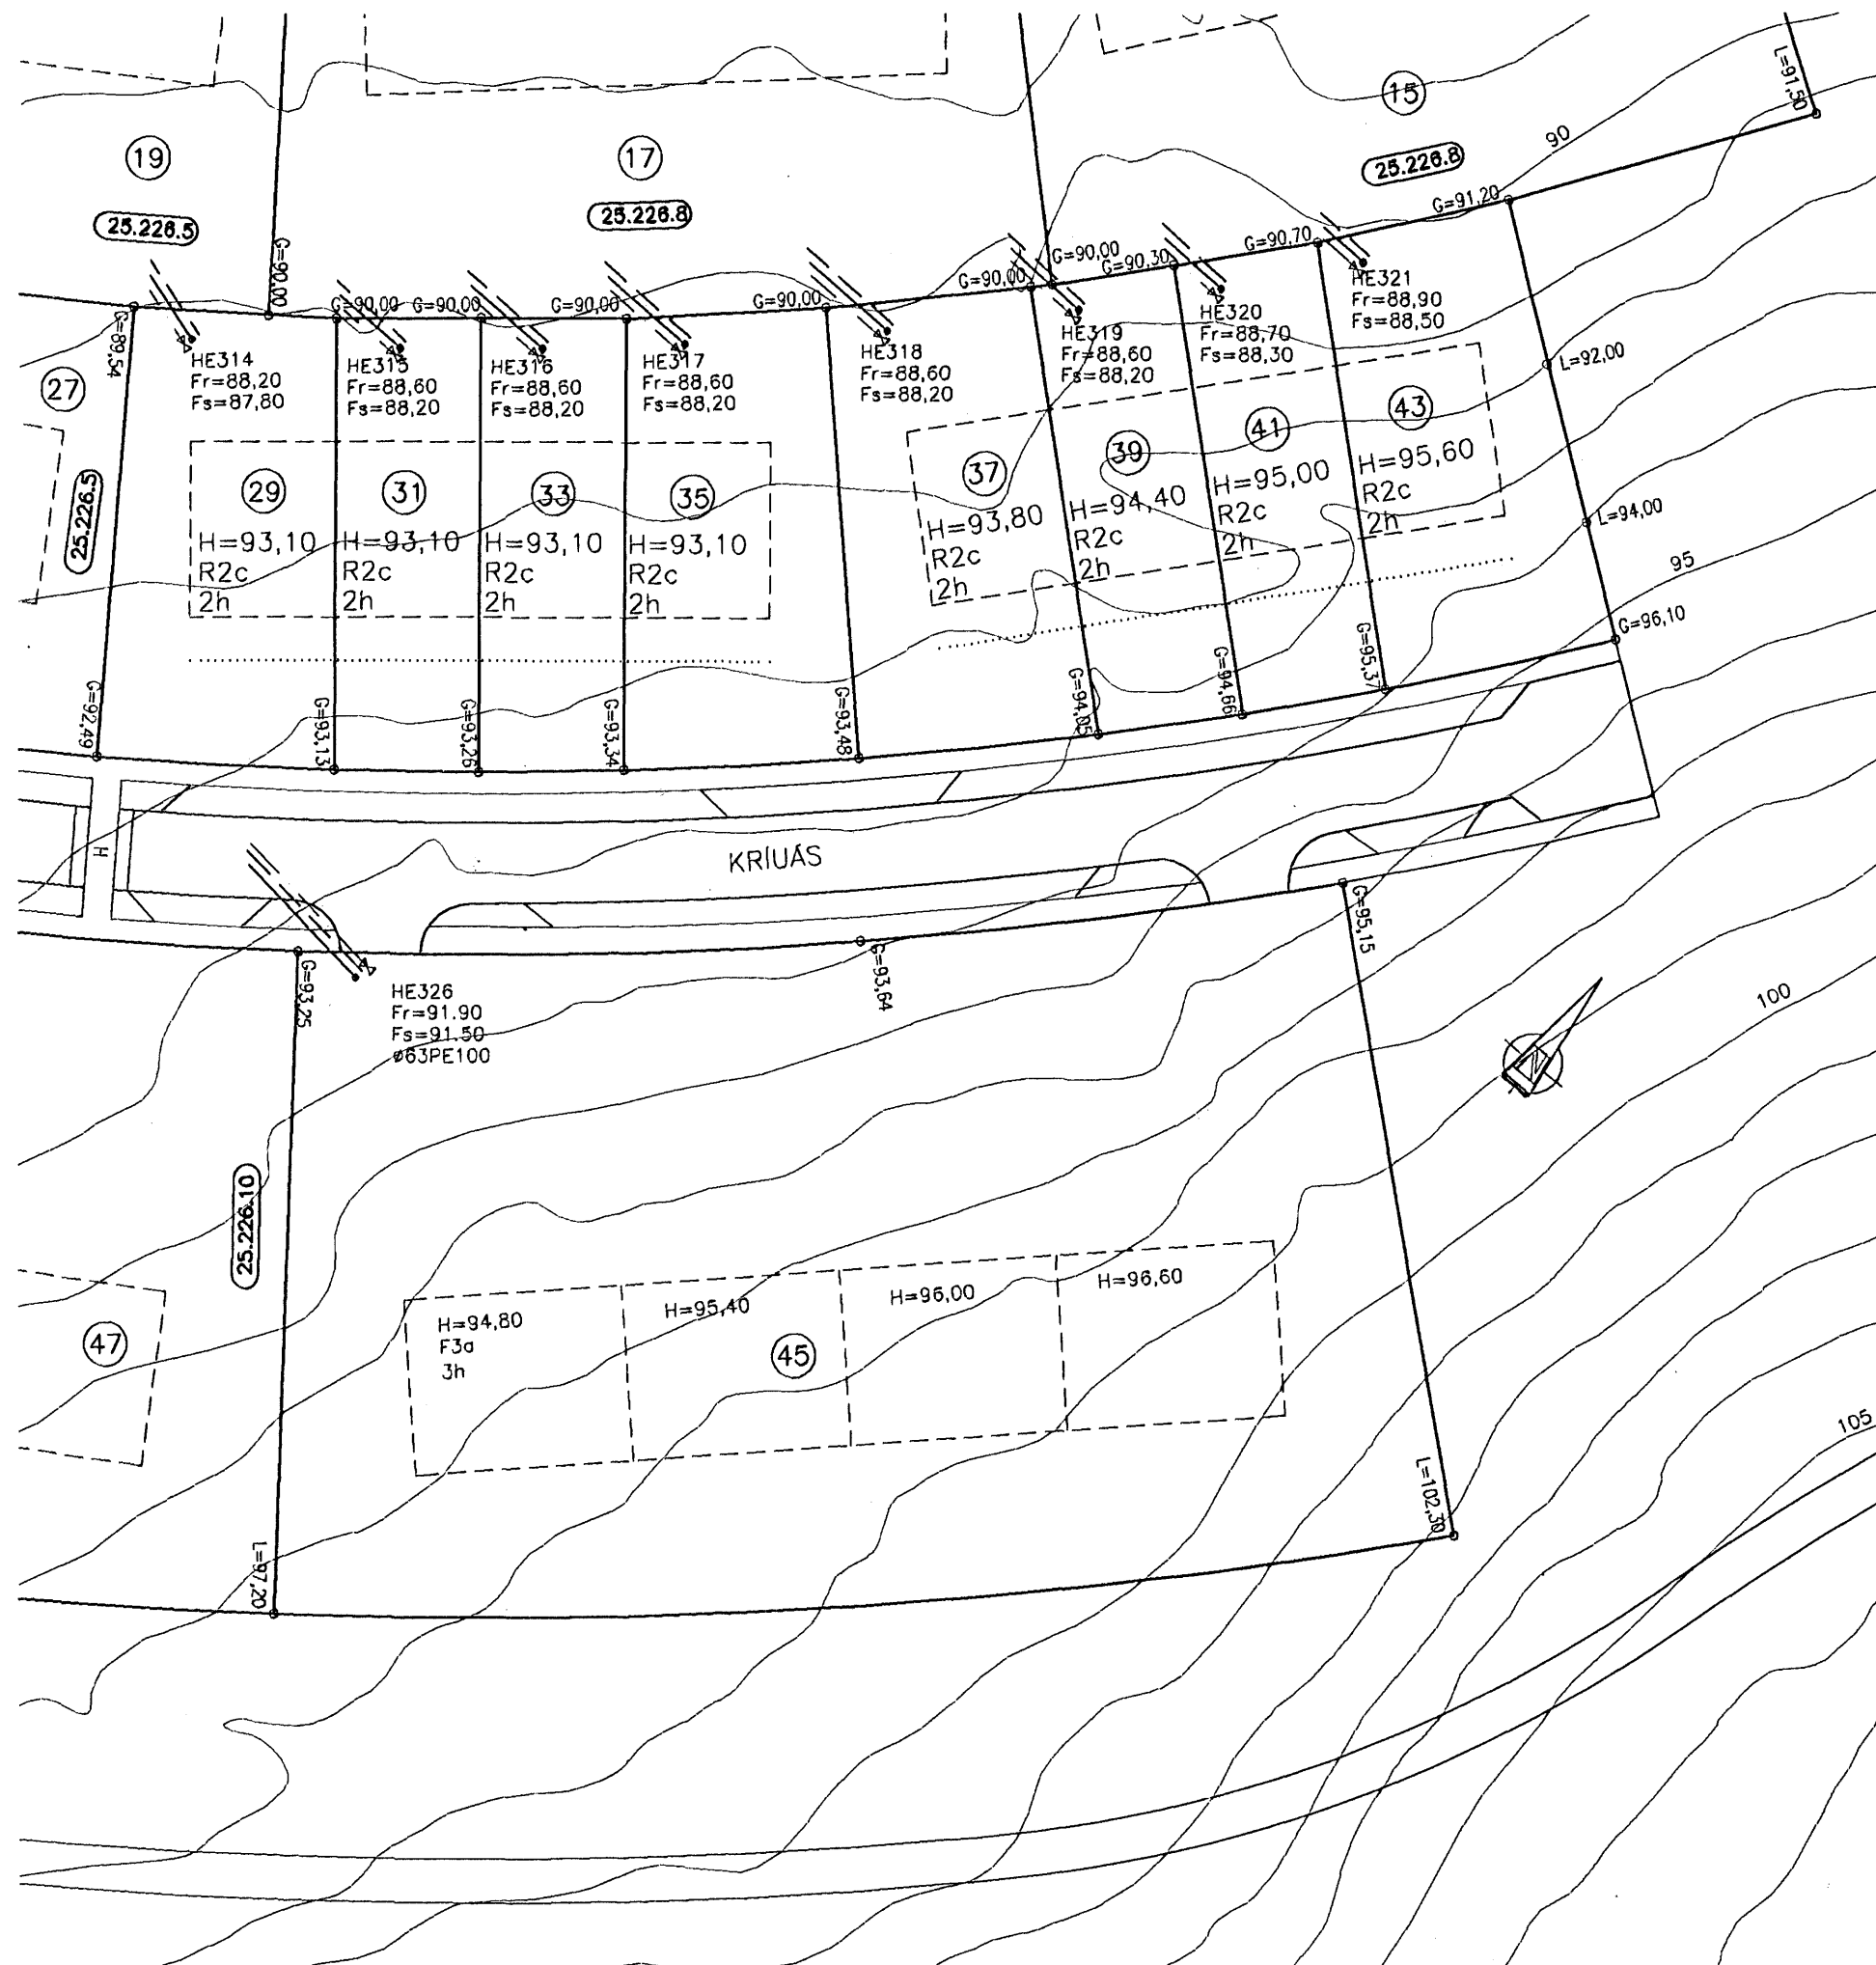 L=91,50
15
90
19
17
25.226.8
25.226.5
25.226.8
G=91,20
G=90,00
G=90,00
G=90,70
G=90,30
G=90,00
G=90,00
G=90,00
G=90,00
G=90,00
G=89,54
HE321
Fr=88,90
Fs=88,50
HE320
Fr=88,70
Fs=88,30
HE319
Fr=88,60
Fs=88,20
HE318
Fr=88,60
Fs=88,20
HE317
Fr=88,60
Fs=88,20
HE316
Fr=88,60
Fs=88,20
HE315
Fr=88,60
Fs=88,20
HE314
Fr=88,20
Fs=87,80
L=92,00
27
25.226.5
29
H=93,10
R2c
2h
31
H=93,10
R2c
2h
33
H=93,10
R2c
2h
35
H=93,10
R2c
2h
37
H=93,80
R2c
2h
39
H=94,40
R2c
2h
41
H=95,00
R2c
2h
43
H=95,60
R2c
2h
L=94,00
95
G=96,10
G=92,49
G=93,13
G=93,26
G=93,34
G=93,48
G=94,05
G=94,66
G=95,37
H
KRÍUÁS
G=95,15
G=93,64
G=93,25
HE326
Fr=91.90
Fs=91.50
ø63PE100
100
N
25.226.10
47
H=94,80
F3a
3h
H=95,40
H=96,00
H=96,60
45
105
L=102,30
L=97,20